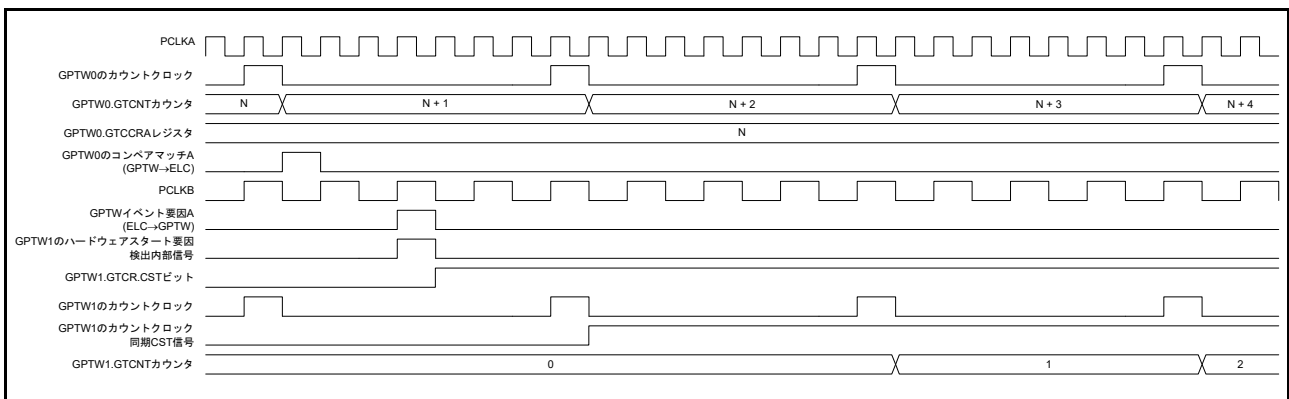 PCLKA
GPTW0のカウントクロック
GPTW0.GTCNTカウンタ
N
N + 1
N + 2
N + 3
N + 4
GPTW0.GTCCRAレジスタ
N
GPTW0のコンペアマッチA
(GPTW→ELC)
PCLKB
GPTWイベント要因A
(ELC→GPTW)
GPTW1のハードウェアスタート要因
検出内部信号
GPTW1.GTCR.CSTビット
GPTW1のカウントクロック
GPTW1のカウントクロック
同期CST信号
GPTW1.GTCNTカウンタ
0
1
2